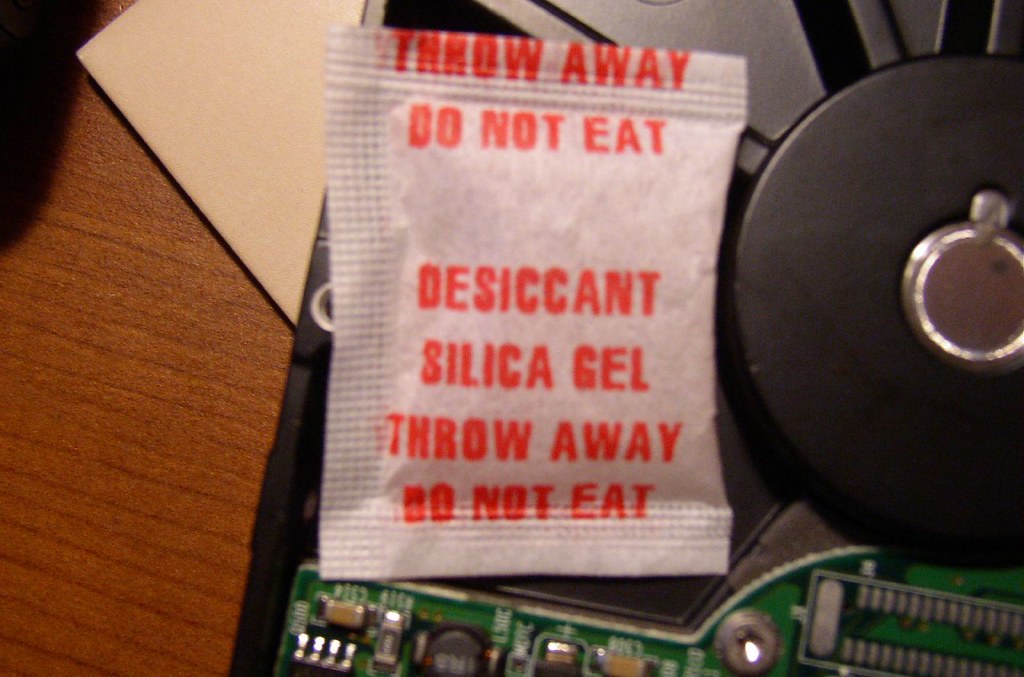 THROW AWAY
DO NOT EAT
DESICCANT
SILICA GEL
THROW AWAY
DO NOT EAT